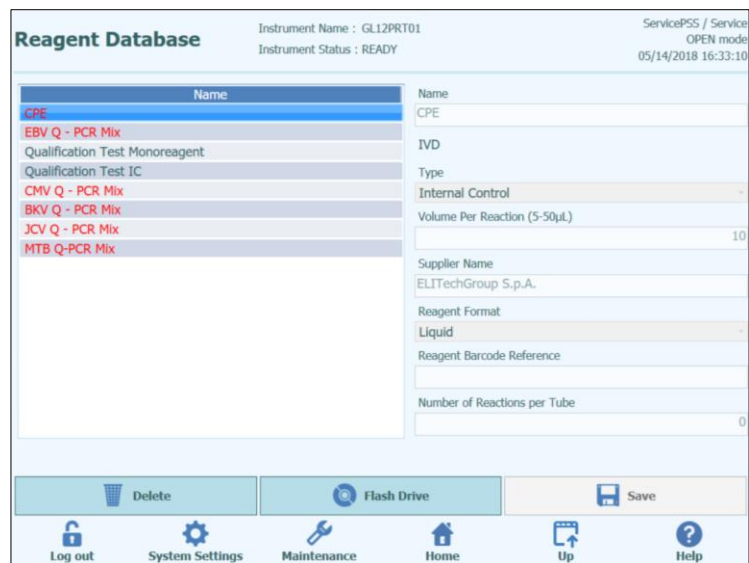 Reagent Database
Instrument Name : GL12PRT01
Instrument Status : READY
ServicePSS / Service
OPEN mode
05/14/2018 16:33:10
Name
CPE
EBV Q - PCR Mix
Qualification Test Monoreagent
Qualification Test IC
CMV Q - PCR Mix
BKV Q - PCR Mix
JCV Q - PCR Mix
MTB Q-PCR Mix
Name
CPE
IVD
Type
Internal Control
Volume Per Reaction (5-50µL)
10
Supplier Name
ELITechGroup S.p.A.
Reagent Format
Liquid
Reagent Barcode Reference
Number of Reactions per Tube
0
Delete
Flash Drive
Save
Log out
System Settings
Maintenance
Home
Up
Help